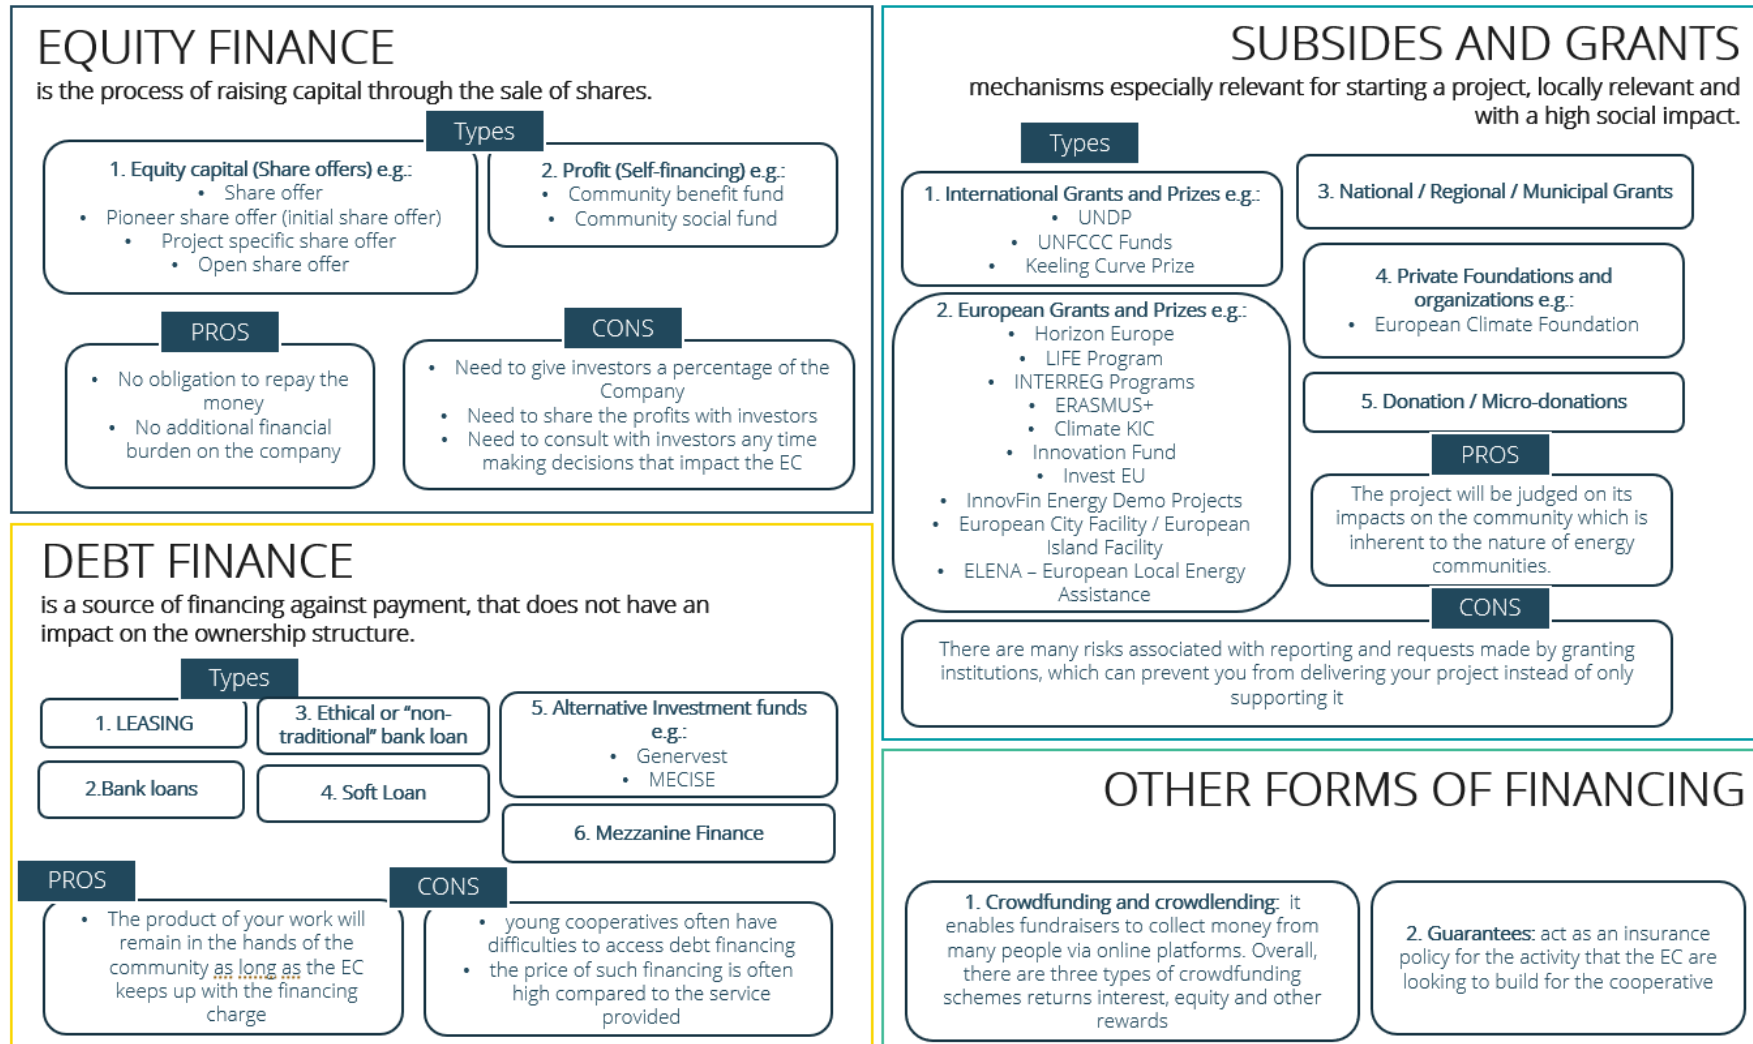 EQUITY FINANCE
is the process of raising capital through the sale of shares.
Types
1. Equity capital (Share offers) e.g.:
• Share offer
• Pioneer share offer (initial share offer)
• Project specific share offer
• Open share offer
2. Profit (Self-financing) e.g.:
• Community benefit fund
• Community social fund
PROS
• No obligation to repay the
money
• No additional financial
burden on the company
CONS
• Need to give investors a percentage of the
Company
• Need to share the profits with investors
• Need to consult with investors any time
making decisions that impact the EC
DEBT FINANCE
is a source of financing against payment, that does not have an
impact on the ownership structure.
Types
1. LEASING
2.Bank loans
3. Ethical or “non-
traditional” bank loan
4. Soft Loan
5. Alternative Investment funds
e.g.:
• Genervest
• MECISE
6. Mezzanine Finance
PROS
• The product of your work will
remain in the hands of the
community as long as the EC
keeps up with the financing
charge
CONS
• young cooperatives often have
difficulties to access debt financing
• the price of such financing is often
high compared to the service
provided
SUBSIDES AND GRANTS
mechanisms especially relevant for starting a project, locally relevant and
with a high social impact.
Types
1. International Grants and Prizes e.g.:
• UNDP
• UNFCCC Funds
• Keeling Curve Prize
2. European Grants and Prizes e.g.:
• Horizon Europe
• LIFE Program
• INTERREG Programs
• ERASMUS+
• Climate KIC
• Innovation Fund
• Invest EU
• InnovFin Energy Demo Projects
• European City Facility / European
Island Facility
• ELENA – European Local Energy
Assistance
3. National / Regional / Municipal Grants
4. Private Foundations and
organizations e.g.:
• European Climate Foundation
5. Donation / Micro-donations
PROS
The project will be judged on its
impacts on the community which is
inherent to the nature of energy
communities.
CONS
There are many risks associated with reporting and requests made by granting
institutions, which can prevent you from delivering your project instead of only
supporting it
OTHER FORMS OF FINANCING
1. Crowdfunding and crowdlending: it
enables fundraisers to collect money from
many people via online platforms. Overall,
there are three types of crowdfunding
schemes returns interest, equity and other
rewards
2. Guarantees: act as an insurance
policy for the activity that the EC are
looking to build for the cooperative